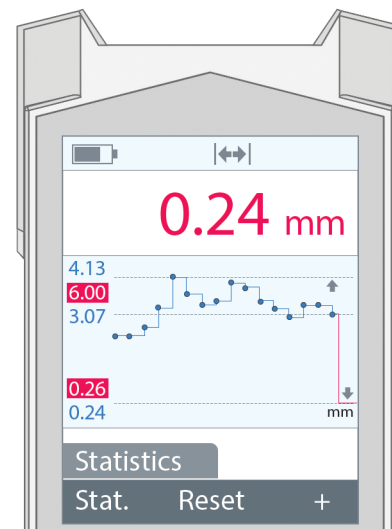 0.24 mm
4.13
6.00
3.07
0.26
0.24
mm
Statistics
Stat. Reset +